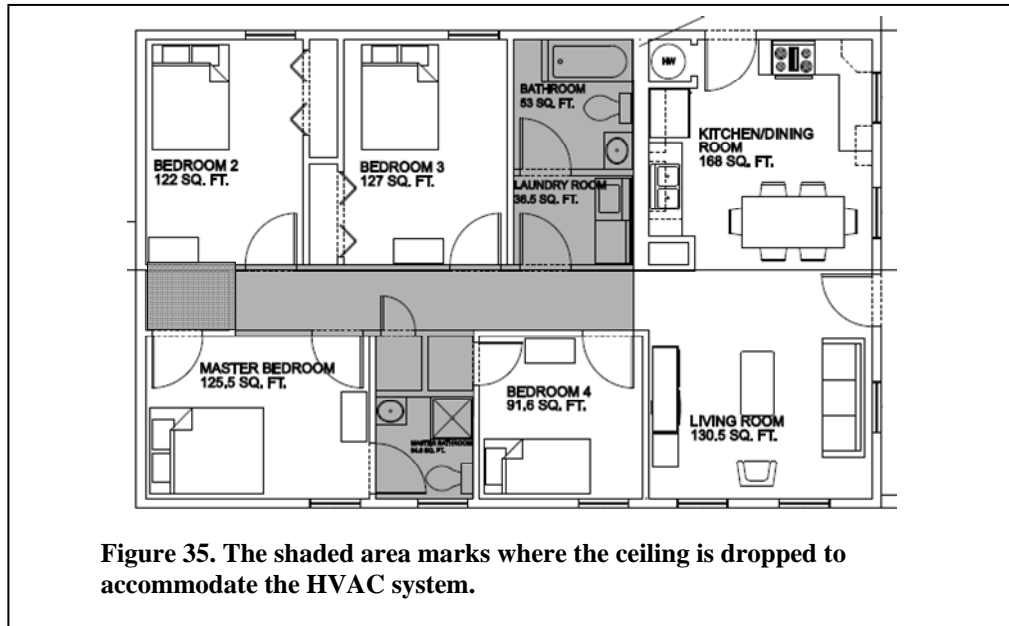 BEDROOM 2
122 SQ. FT.
BEDROOM 3
127 SQ. FT.
BATHROOM
53 SQ. FT.
LAUNDRY ROOM
36.5 SQ. FT.
HW
KITCHEN/DINING
ROOM
168 SQ. FT.
MASTER BEDROOM
125.5 SQ. FT.
MASTER BATHROOM
SQ. FT.
BEDROOM 4
91.6 SQ. FT.
LIVING ROOM
130.5 SQ. FT.
Figure 35. The shaded area marks where the ceiling is dropped to
accommodate the HVAC system.